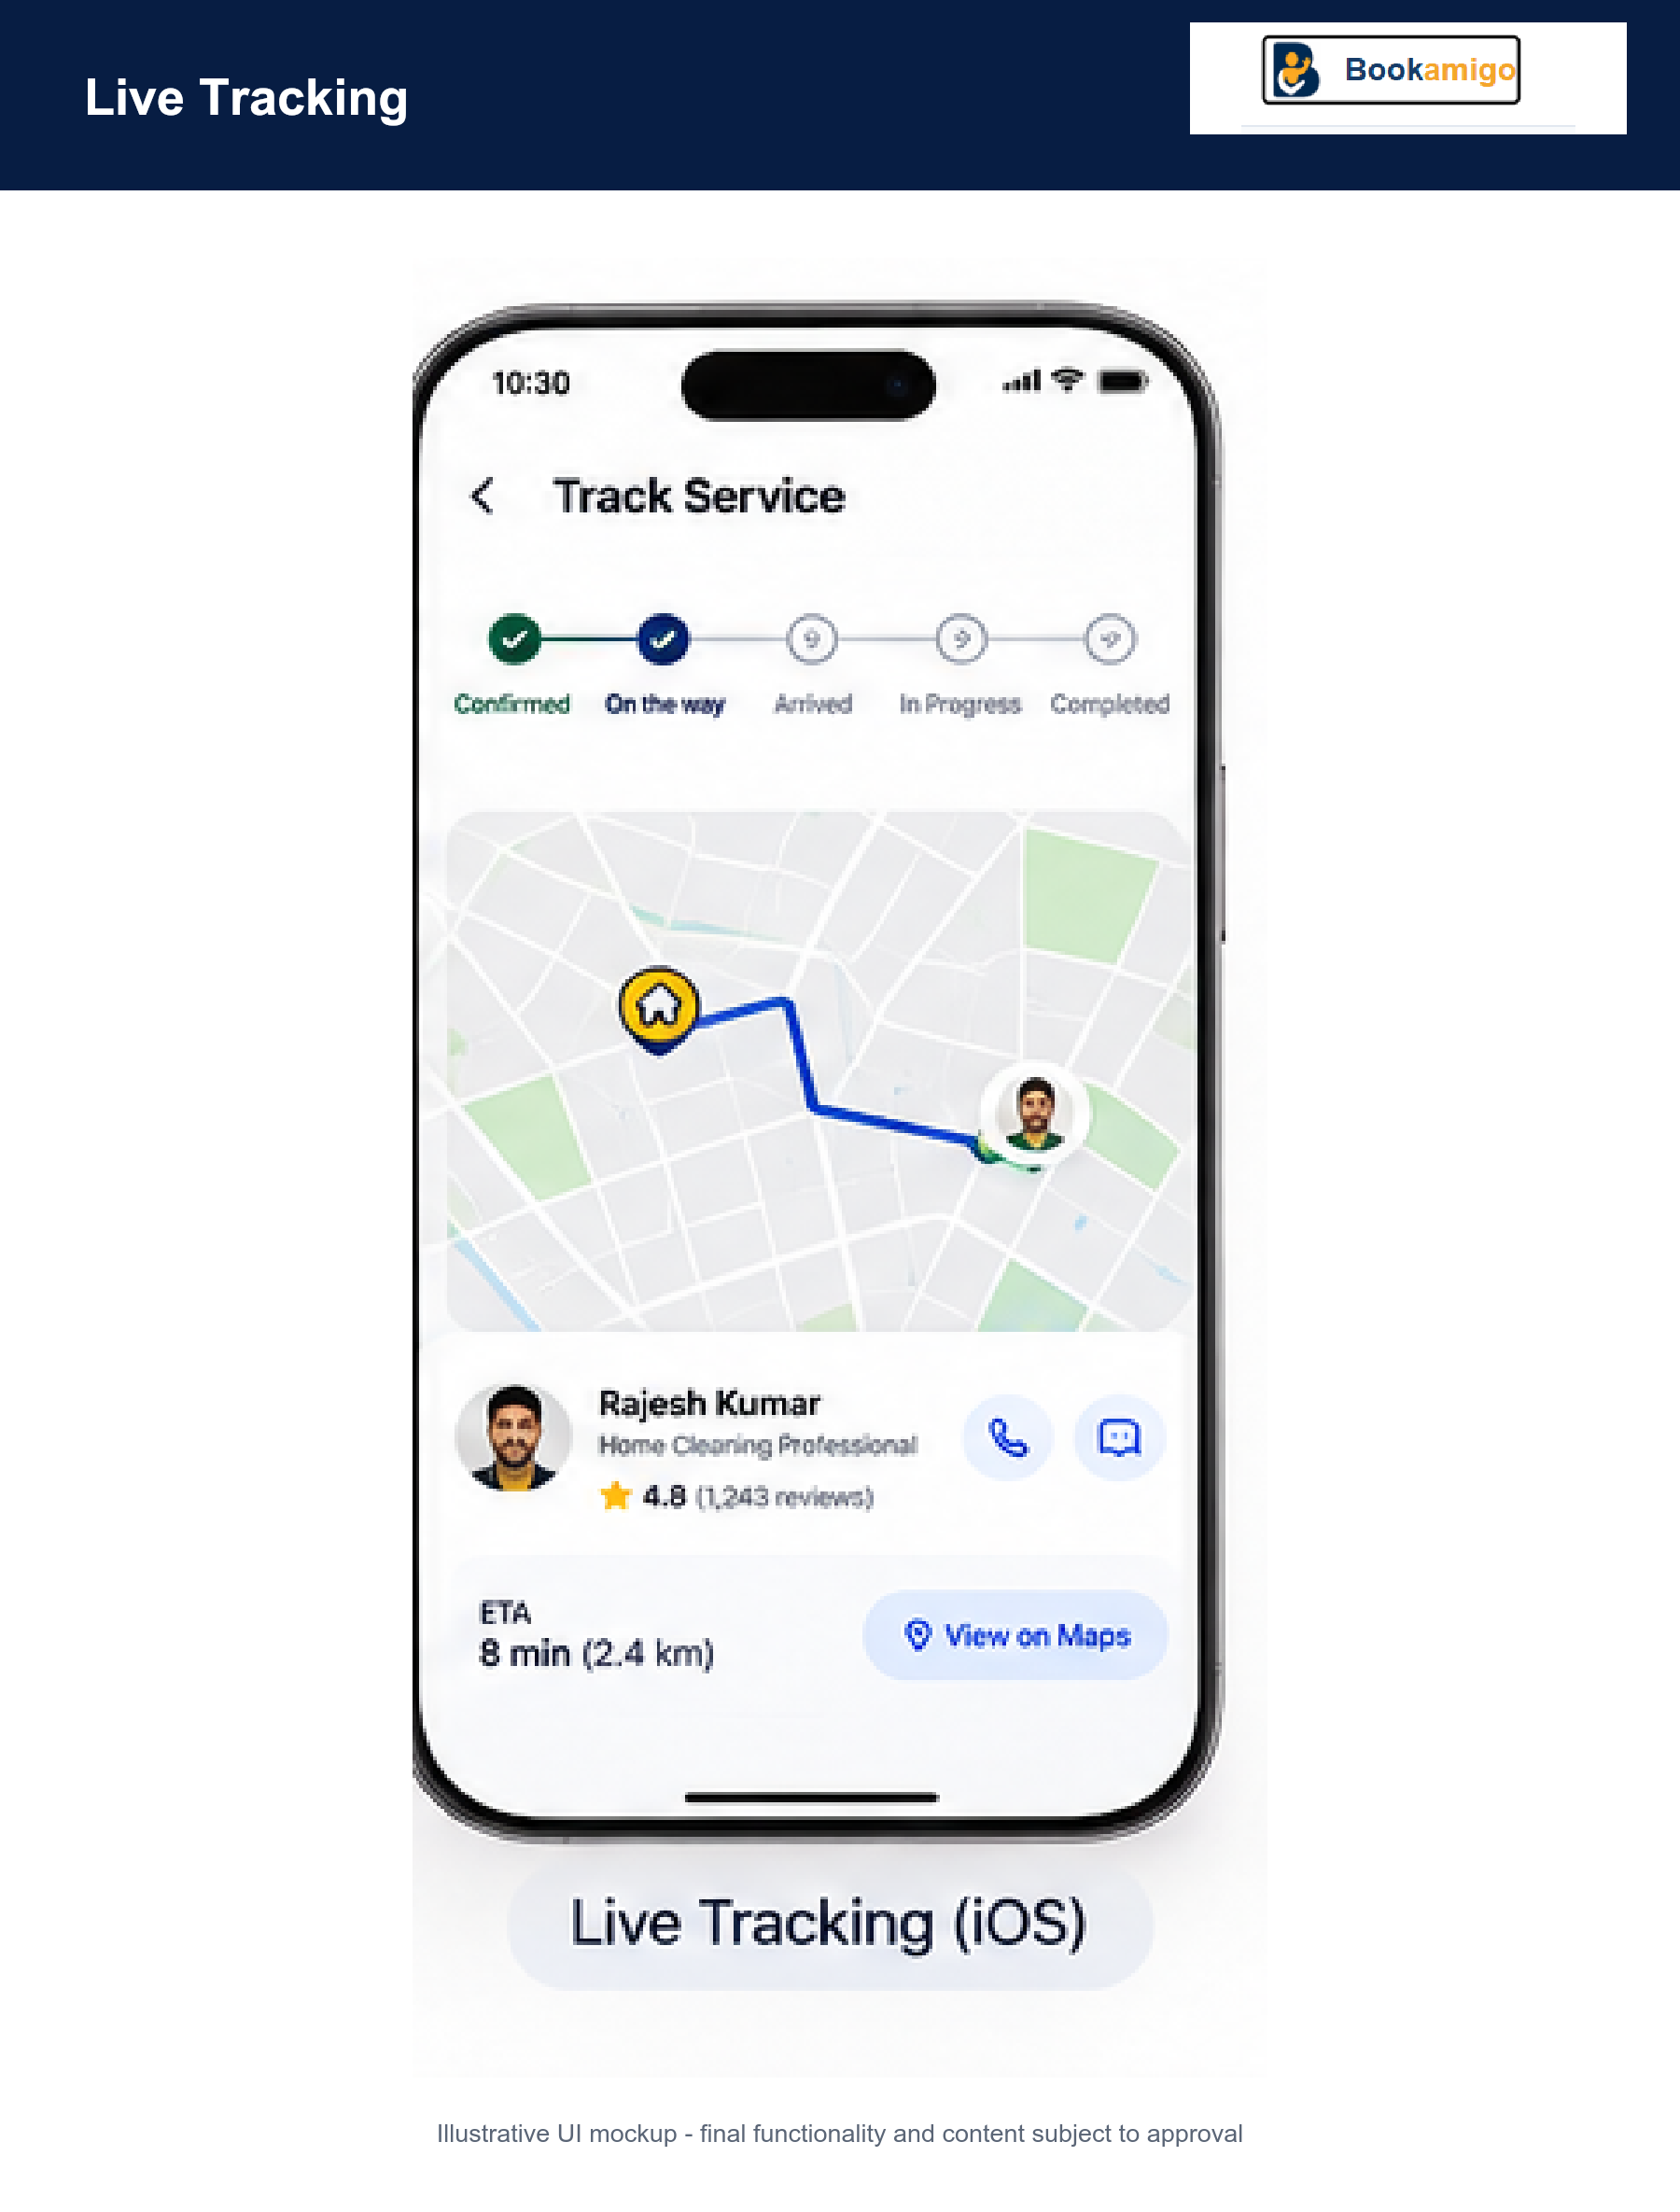 Live Tracking
Bookamigo
10:30
Track Service
Confirmed
On the way
Arrived
In Progress
Completed
Rajesh Kumar
Home Cleaning Professional
4.8 (1,243 reviews)
ETA
8 min (2.4 km)
View on Maps
Live Tracking (iOS)
Illustrative UI mockup - final functionality and content subject to approval